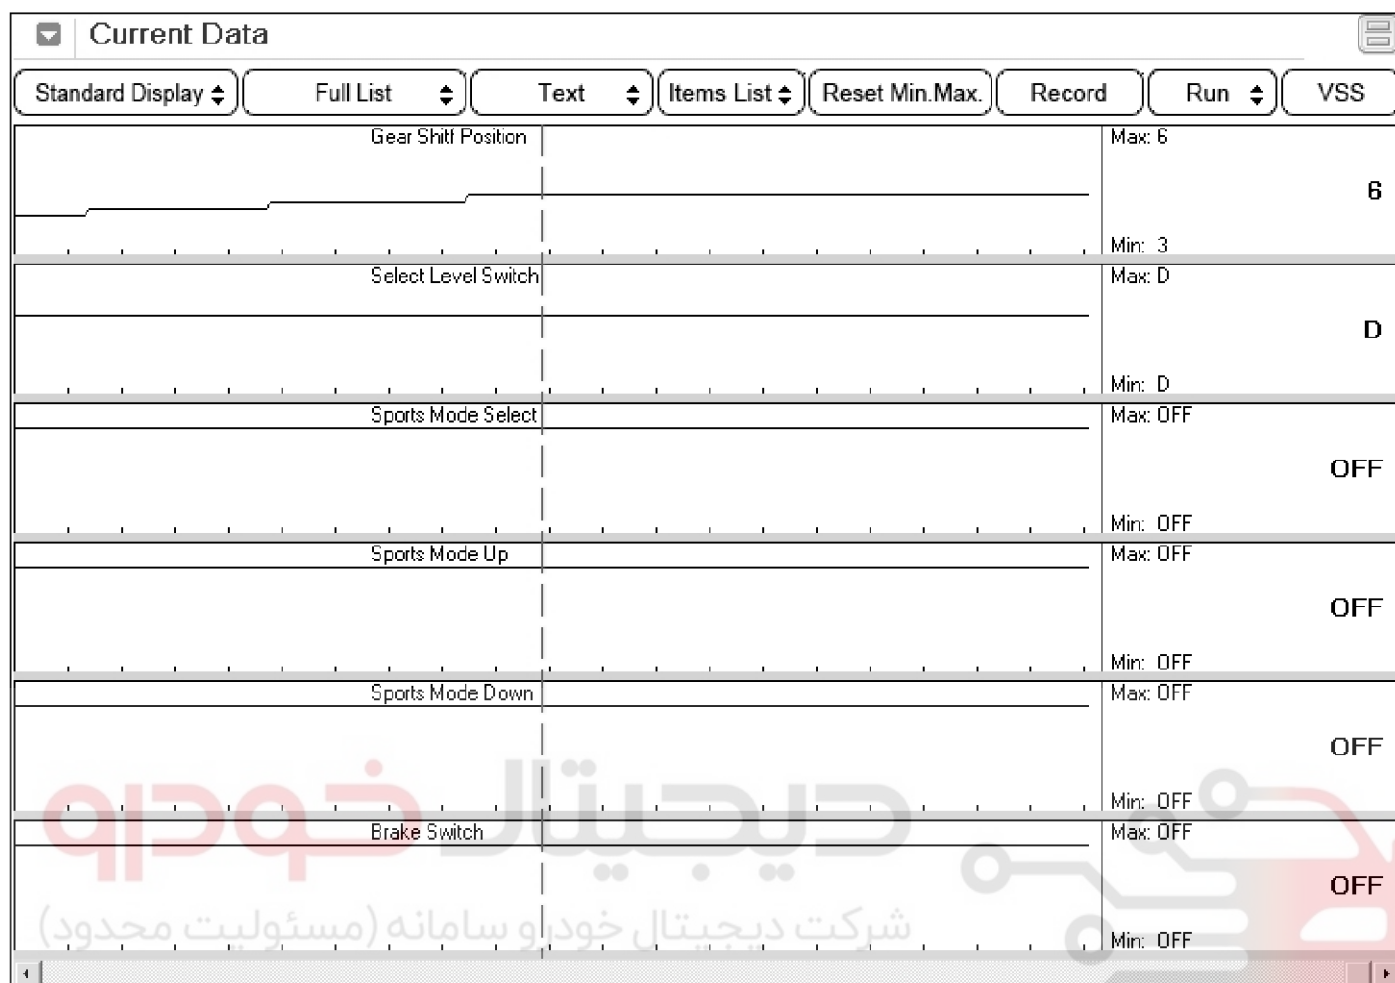 Current Data
Standard Display Full List Text Items List Reset Min.Max. Record Run VSS
Gear Shitf Position
Max: 6
6
Min: 3
Select Level Switch
Max: D
D
Min: D
Sports Mode Select
Max: OFF
OFF
Min: OFF
Sports Mode Up
Max: OFF
OFF
Min: OFF
Sports Mode Down
Max: OFF
OFF
Min: OFF
دیجیتال خودرو
Brake Switch
Max: OFF
OFF
شرکت دیجیتال خودرو سامانه (مسئولیت محدود)
Min: OFF